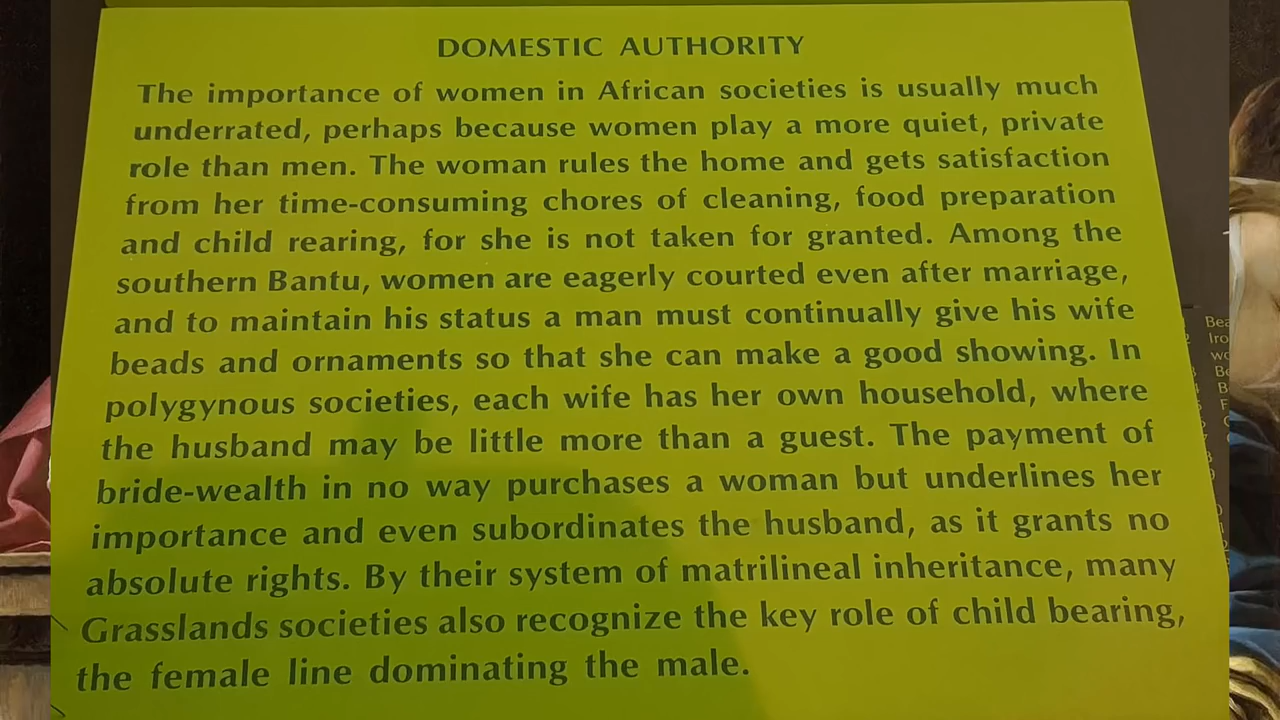 DOMESTIC AUTHORITY
The importance of women in African societies is usually much
underrated, perhaps because women play a more quiet, private
role than men. The woman rules the home and gets satisfaction
from her time-consuming chores of cleaning, food preparation
and child rearing, for she is not taken for granted. Among the
southern Bantu, women are eagerly courted even after marriage,
and to maintain his status a man must continually give his wife
beads and ornaments so that she can make a good showing. In
polygynous societies, each wife has her own household, where
the husband may be little more than a guest. The payment of
bride-wealth in no way purchases a woman but underlines her
importance and even subordinates the husband, as it grants no
absolute rights. By their system of matrilineal inheritance, many
Grasslands societies also recognize the key role of child bearing,
the female line dominating the male.